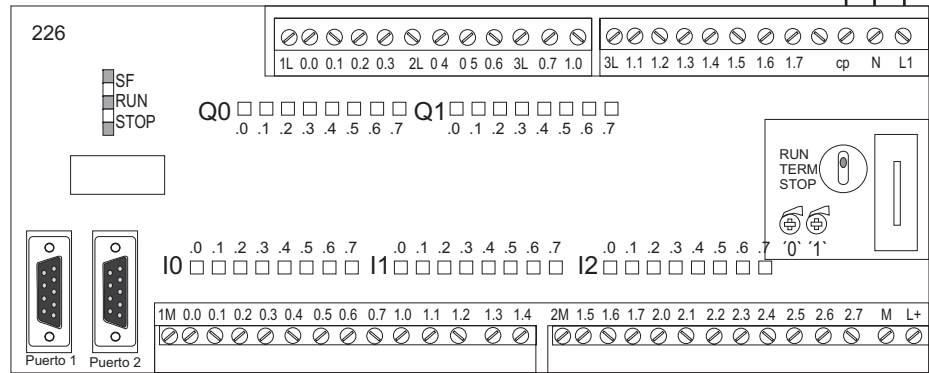 226
1L 0.0 0.1 0.2 0.3 2L 0 4 0 5 0.6 3L 0.7 1.0
3L 1.1 1.2 1.3 1.4 1.5 1.6 1.7 cp N L1
SF
RUN
STOP
Q0 .0 .1 .2 .3 .4 .5 .6 .7
Q1 .0 .1 .2 .3 .4 .5 .6 .7
RUN
TERM
STOP
´0` ´1`
I0 .0 .1 .2 .3 .4 .5 .6 .7
I1 .0 .1 .2 .3 .4 .5 .6 .7
I2 .0 .1 .2 .3 .4 .5 .6 .7
1M 0.0 0.1 0.2 0.3 0.4 0.5 0.6 0.7 1.0 1.1 1.2 1.3 1.4
2M 1.5 1.6 1.7 2.0 2.1 2.2 2.3 2.4 2.5 2.6 2.7 M L+
Puerto 1 Puerto 2